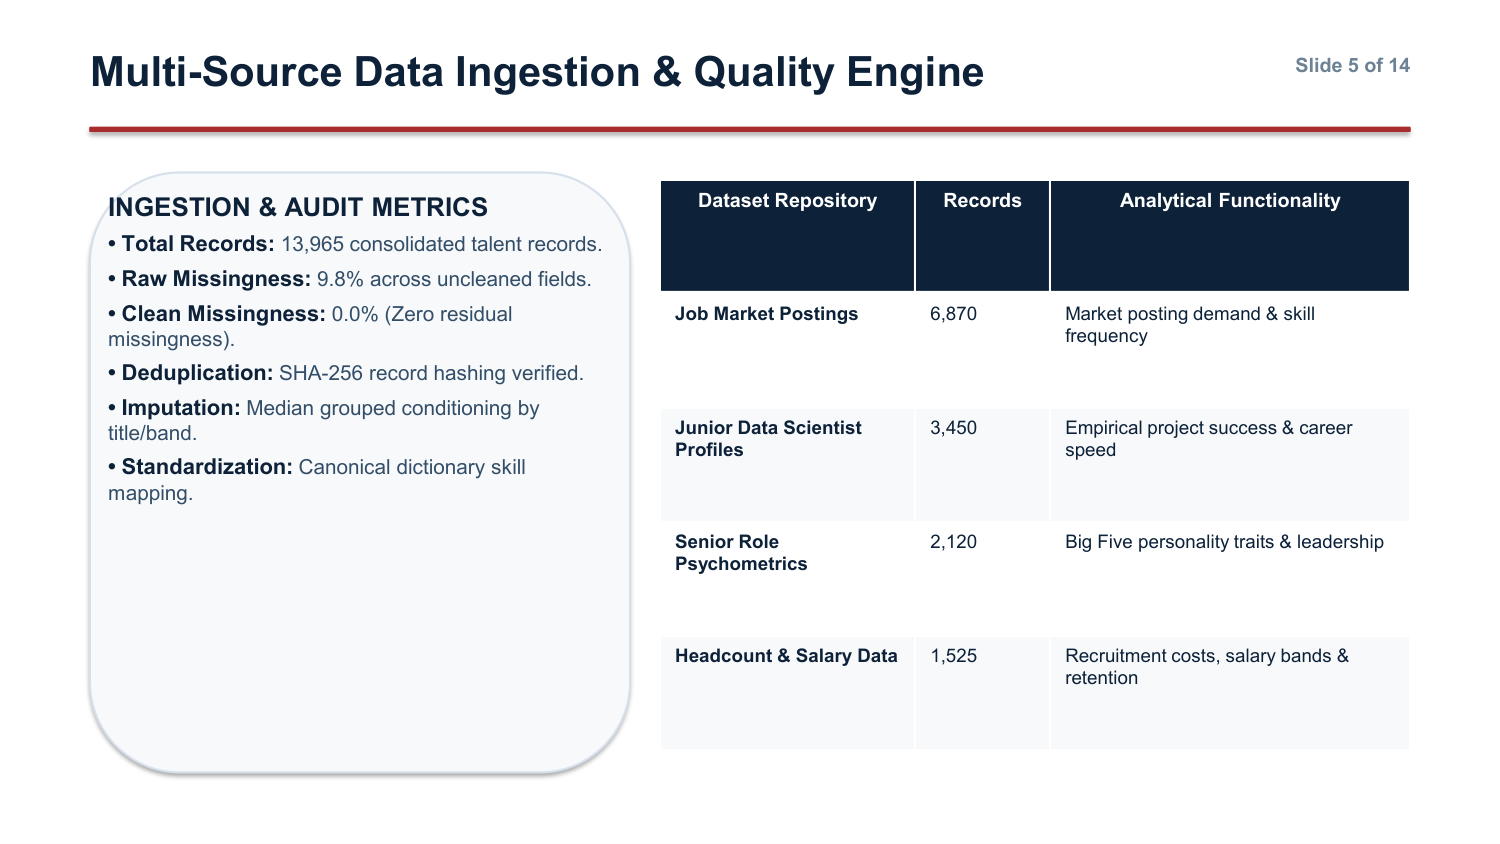 Multi-Source Data Ingestion & Quality Engine
Slide 5 of 14
INGESTION & AUDIT METRICS
• Total Records: 13,965 consolidated talent records.
• Raw Missingness: 9.8% across uncleaned fields.
• Clean Missingness: 0.0% (Zero residual
missingness).
• Deduplication: SHA-256 record hashing verified.
• Imputation: Median grouped conditioning by
title/band.
• Standardization: Canonical dictionary skill
mapping.
Dataset Repository Records Analytical Functionality
Job Market Postings 6,870 Market posting demand & skill
frequency
Junior Data Scientist 3,450 Empirical project success & career
Profiles speed
Senior Role 2,120 Big Five personality traits & leadership
Psychometrics
Headcount & Salary Data 1,525 Recruitment costs, salary bands &
retention